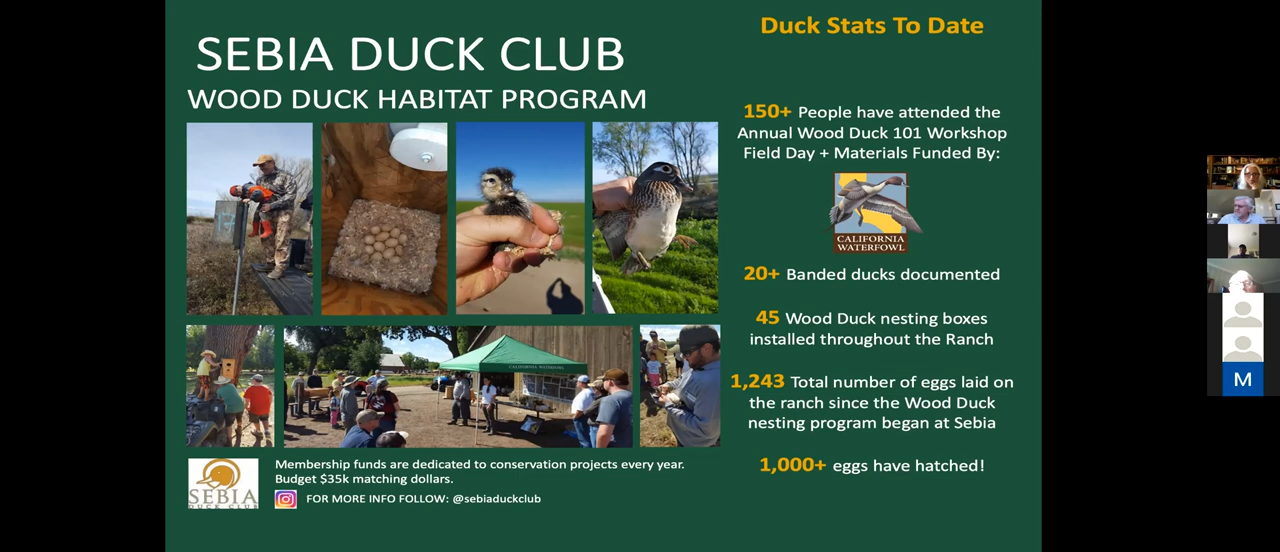 SEBIA DUCK CLUB
WOOD DUCK HABITAT PROGRAM
CALIFORNIA WATERFOWL
SEBIA
DUCK CLUB
Membership funds are dedicated to conservation projects every year.
Budget $35k matching dollars.
FOR MORE INFO FOLLOW: @sebiaduckclub
Duck Stats To Date
150+ People have attended the
Annual Wood Duck 101 Workshop
Field Day + Materials Funded By:
CALIFORNIA
WATERFOWL
20+ Banded ducks documented
45 Wood Duck nesting boxes
installed throughout the Ranch
1,243 Total number of eggs laid on
the ranch since the Wood Duck
nesting program began at Sebia
1,000+ eggs have hatched!
M